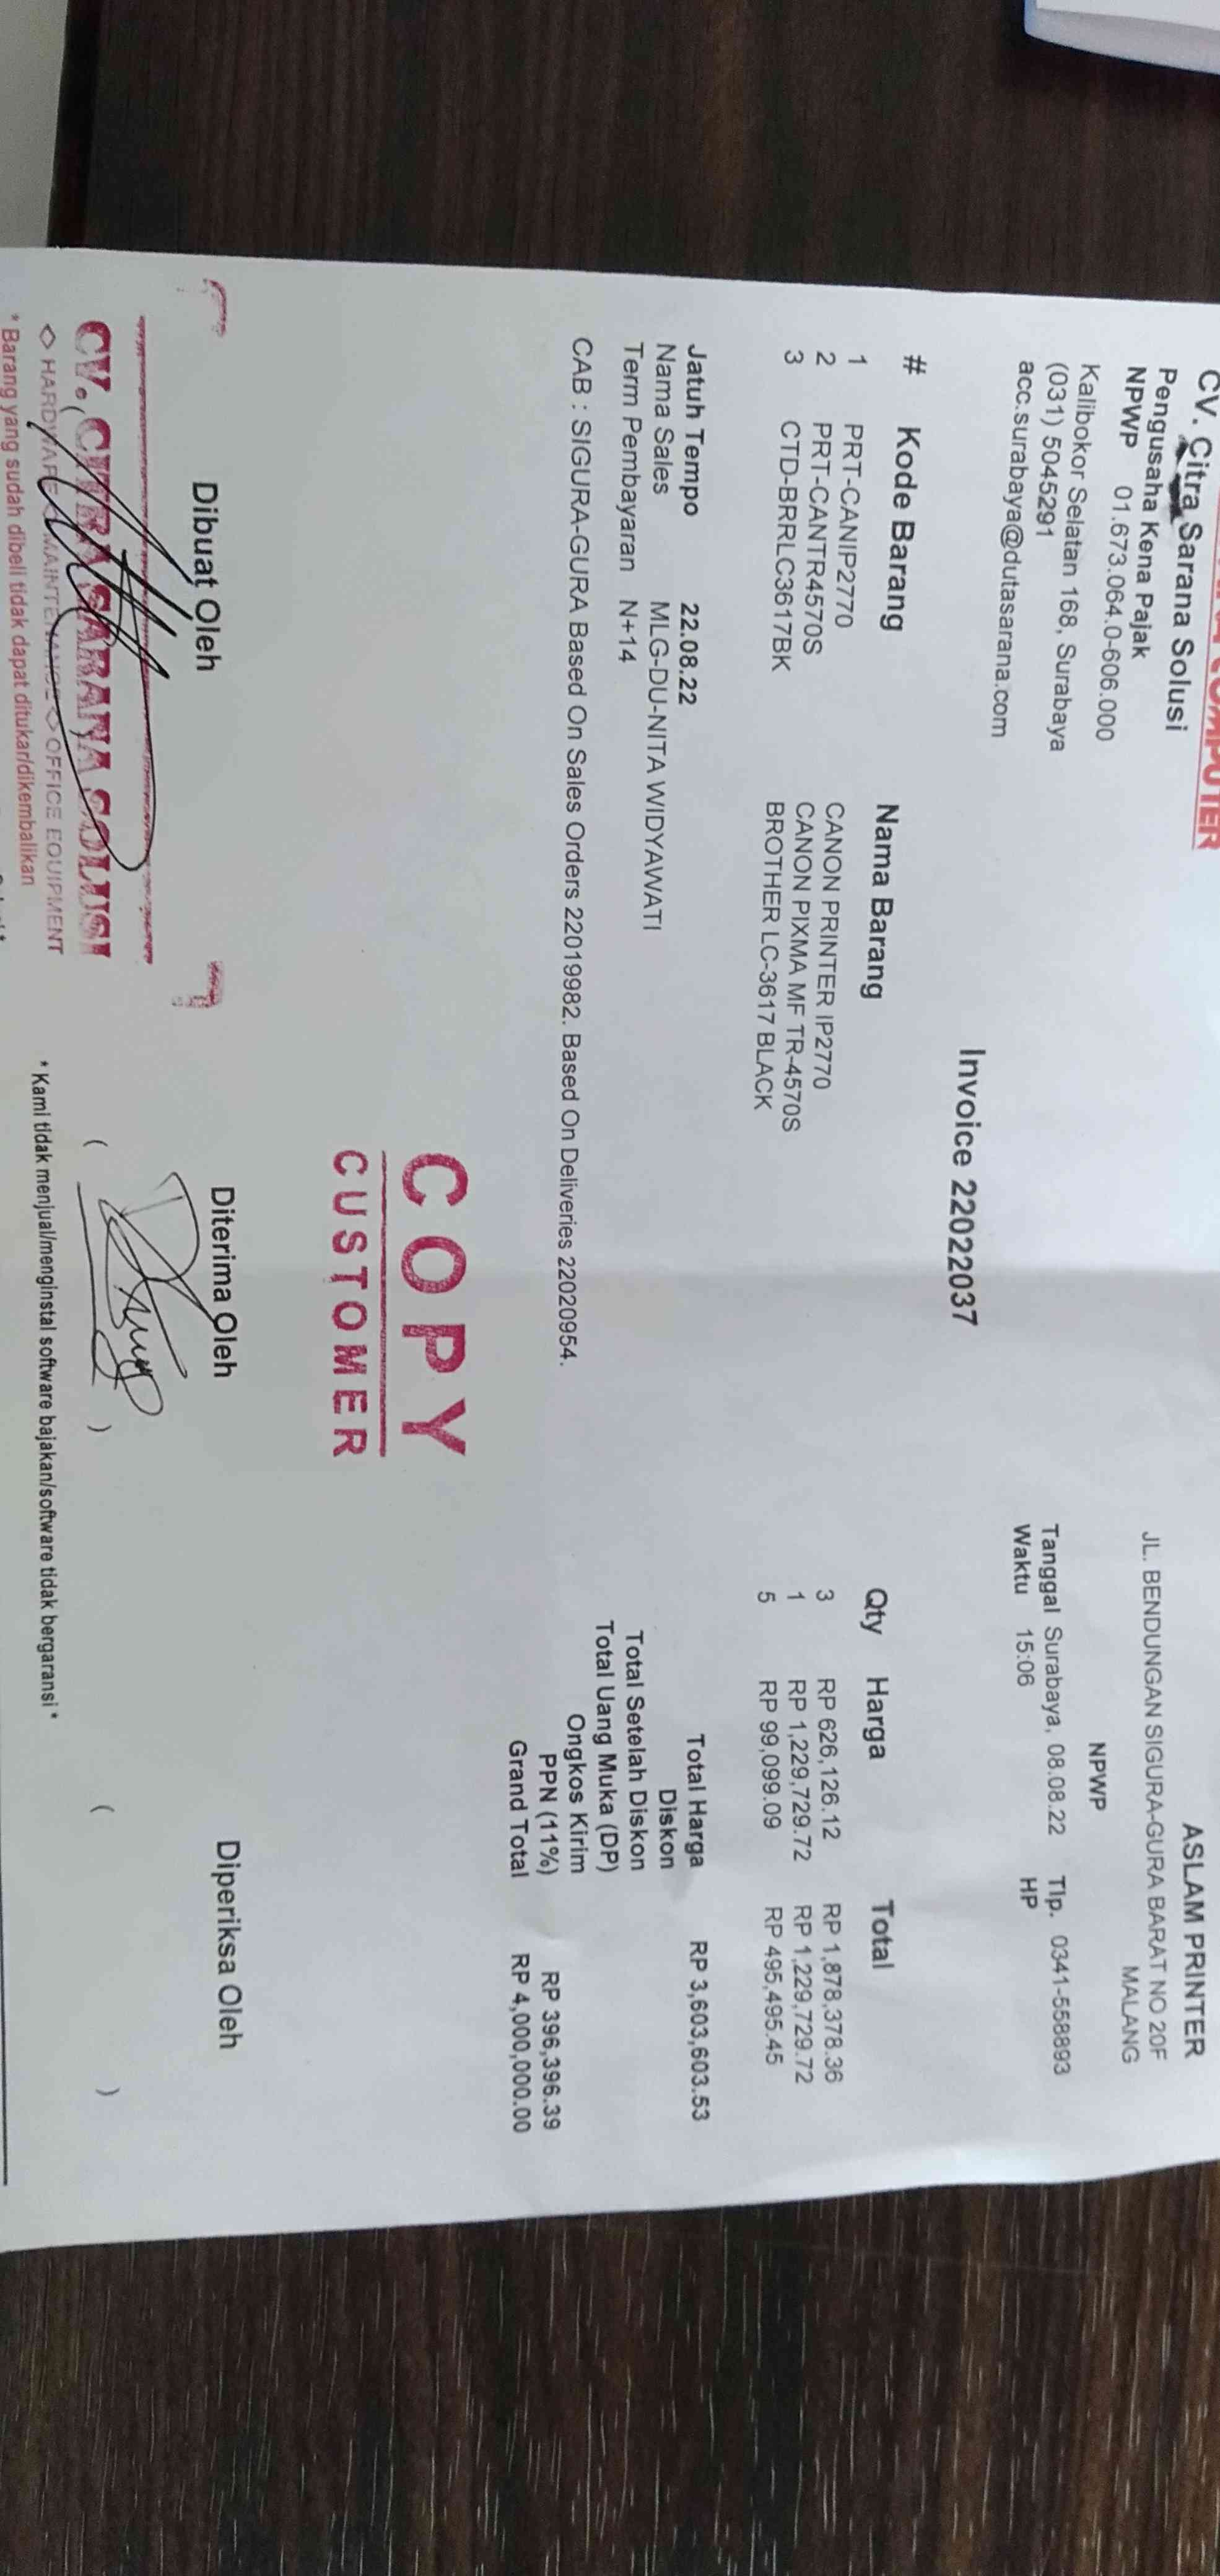 COMPUTER
CV. Citra Sarana Solusi
Pengusaha Kena Pajak
NPWP 01.673.064.0-606.000
Kalibokor Selatan 168, Surabaya
(031) 5045291
acc.surabaya@dutasarana.com
ASLAM PRINTER
JL. BENDUNGAN SIGURA-GURA BARAT NO 20F
MALANG
NPWP
Tanggal Surabaya, 08.08.22 Tlp. 0341-558893
Waktu 15:06 HP
Invoice 22022037
# Kode Barang Nama Barang Qty Harga Total
1 PRT-CANIP2770 CANON PRINTER IP2770 3 RP 626,126.12 RP 1,878,378.36
2 PRT-CANTR4570S CANON PIXMA MF TR-4570S 1 RP 1,229,729.72 RP 1,229,729.72
3 CTD-BRRLC3617BK BROTHER LC-3617 BLACK 5 RP 99,099.09 RP 495,495.45
Jatuh Tempo 22.08.22
Nama Sales MLG-DU-NITA WIDYAWATI
Term Pembayaran N+14
CAB : SIGURA-GURA Based On Sales Orders 22019982. Based On Deliveries 22020954.
Total Harga RP 3,603,603.53
Diskon
Total Setelah Diskon
Total Uang Muka (DP)
Ongkos Kirim
PPN (11%) RP 396,396.39
Grand Total RP 4,000,000.00
COPY
CUSTOMER
Dibuat Oleh Diterima Oleh Diperiksa Oleh
CV. CITRA SARANA SOLUSI
HARDWARE MAINTENANCE OFFICE EQUIPMENT
* Barang yang sudah dibeli tidak dapat ditukar/dikembalikan
* Kami tidak menjual/menginstal software bajakan/software tidak bergaransi *